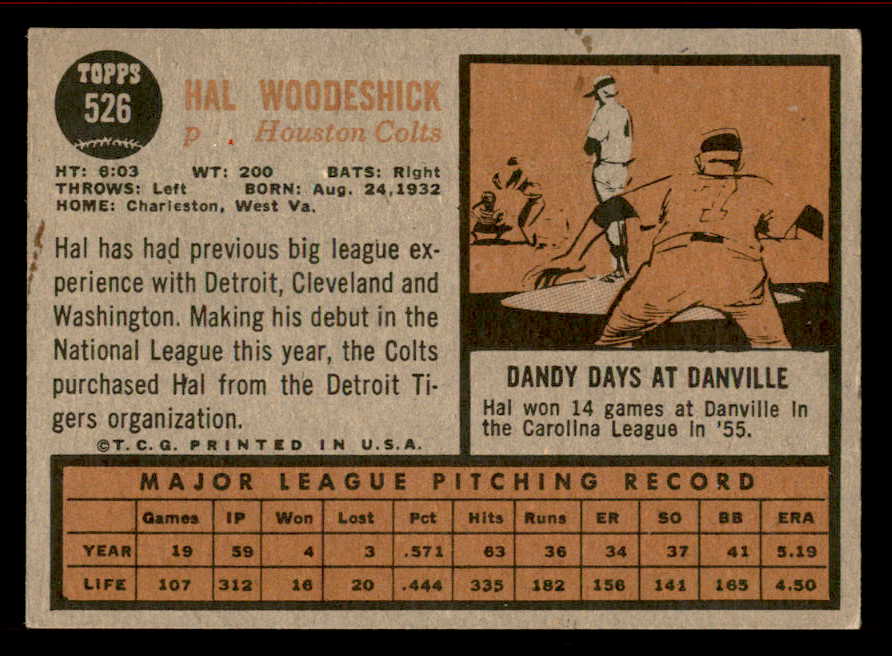 TOPPS
526
HAL WOODESHICK
p . Houston Colts
HT: 6:03 WT: 200 BATS: Right
THROWS: Left BORN: Aug. 24, 1932
HOME: Charleston, West Va.
Hal has had previous big league ex-
perience with Detroit, Cleveland and
Washington. Making his debut in the
National League this year, the Colts
purchased Hal from the Detroit Ti-
gers organization.
©T.C.G. PRINTED IN U.S.A.
DANDY DAYS AT DANVILLE
Hal won 14 games at Danville in
the Carolina League in '55.
MAJOR LEAGUE PITCHING RECORD
Games IP Won Lost Pct Hits Runs ER SO BB ERA
YEAR 19 59 4 3 .571 63 36 34 37 41 5.19
LIFE 107 312 16 20 .444 335 182 156 141 165 4.50